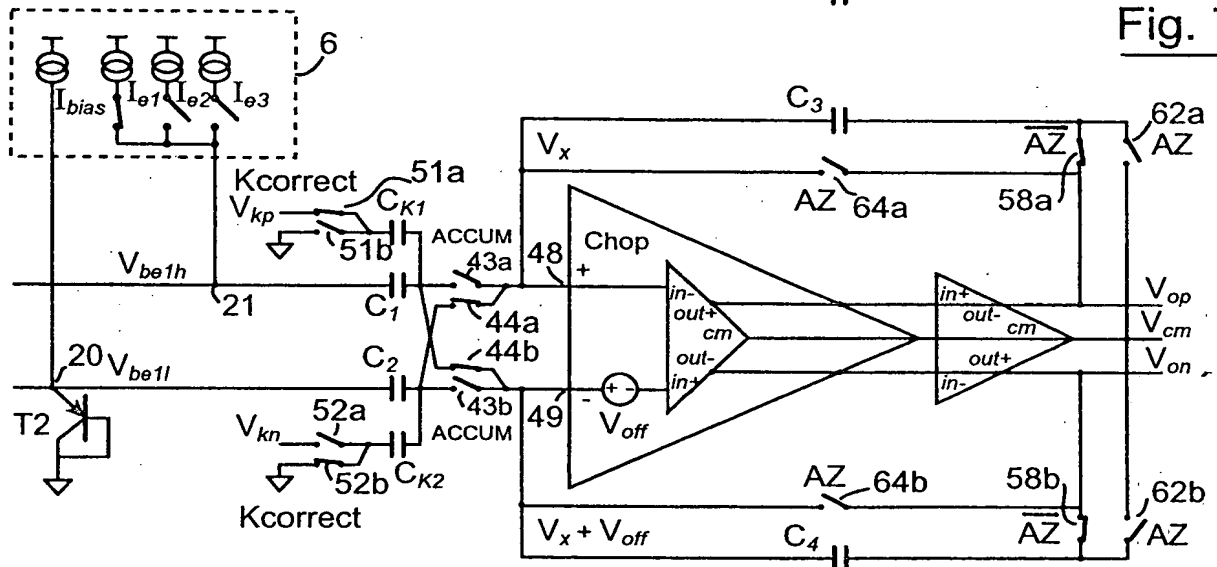 Fig.
6
I_bias I_e1 I_e2 I_e3
C_3
62a
V_x
AZ
AZ
AZ
64a
58a
Kcorrect
51a
V_kp
C_K1
51b
ACCUM
43a
48
Chop
+
V_be1h
21
C_1
44a
in-
out+
cm
out-
in+
in+
out-
cm
out+
in-
V_op
V_cm
V_on
20
V_be1l
C_2
44b
43b
ACCUM
49
-
+ -
V_off
T2
V_kn
52a
52b
C_K2
Kcorrect
AZ
64b
58b
62b
AZ
AZ
V_x + V_off
C_4